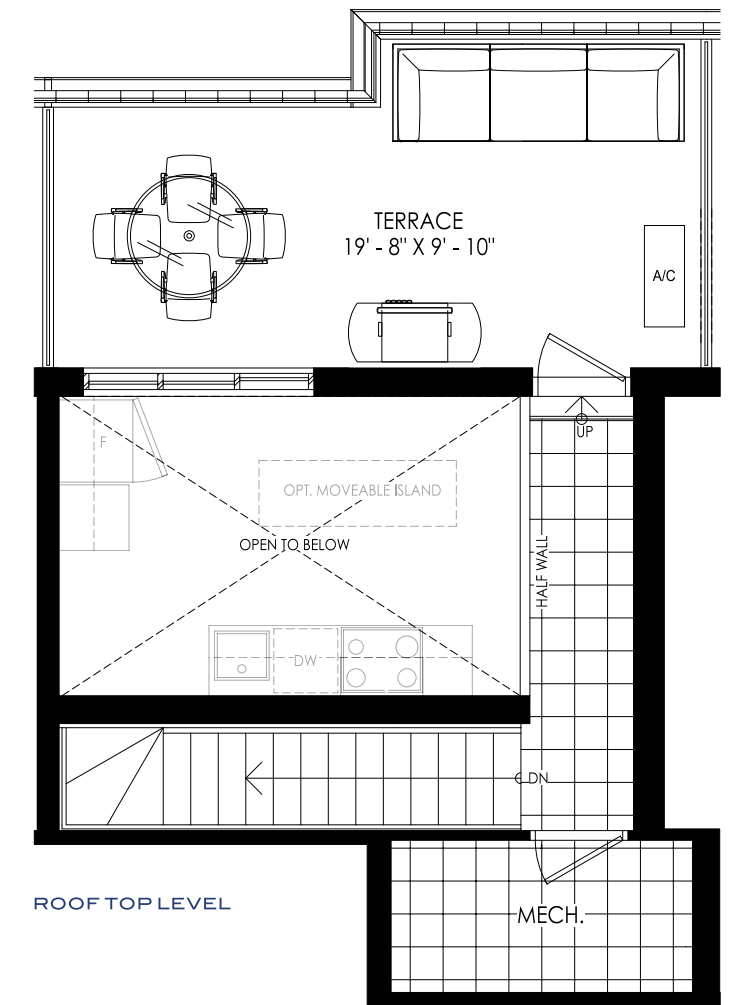 TERRACE
19' - 8" X 9' - 10"
A/C
UP
F
OPT. MOVEABLE ISLAND
OPEN TO BELOW
HALF WALL
DW
DN
ROOF TOP LEVEL
MECH.